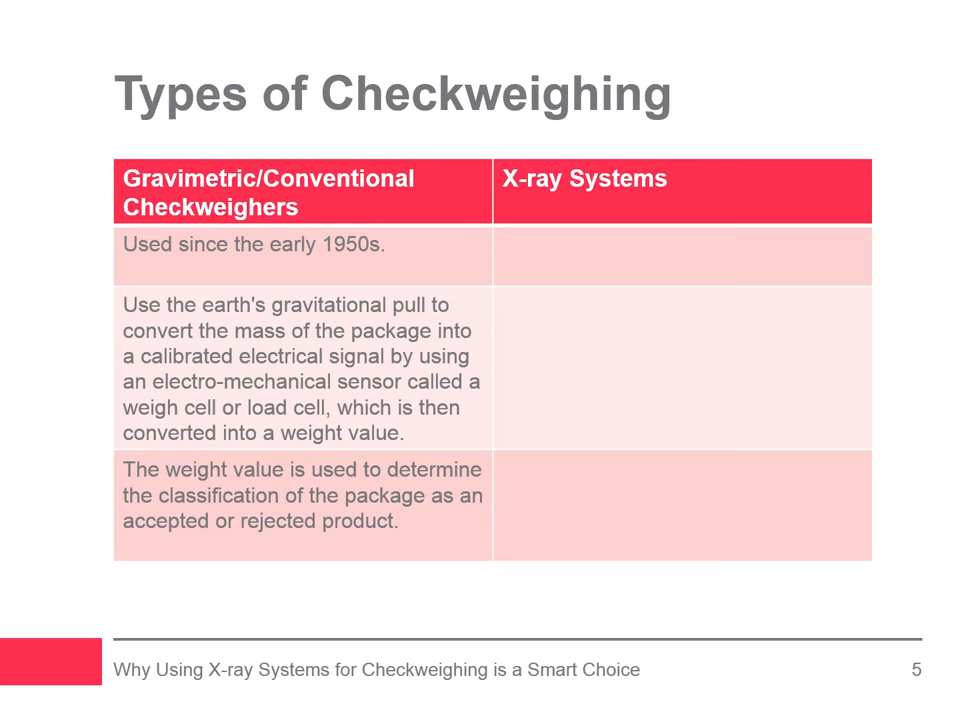 Types of Checkweighing
Gravimetric/Conventional
Checkweighers
X-ray Systems
Used since the early 1950s.
Use the earth's gravitational pull to
convert the mass of the package into
a calibrated electrical signal by using
an electro-mechanical sensor called a
weigh cell or load cell, which is then
converted into a weight value.
The weight value is used to determine
the classification of the package as an
accepted or rejected product.
Why Using X-ray Systems for Checkweighing is a Smart Choice
5